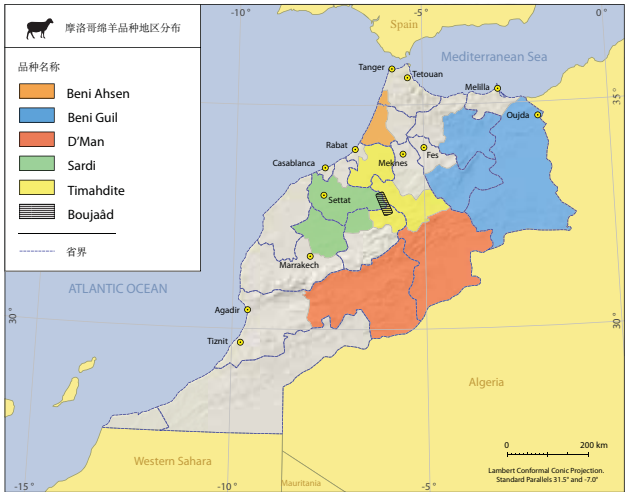 摩洛哥绵羊品种地区分布
品种名称
Beni Ahsen
Beni Guil
D'Man
Sardi
Timahdite
Boujaâd
省界
-10°
-5°
0°
Spain
Mediterranean Sea
Tanger
Tetouan
Melilla
35°
Oujda
Rabat
Fes
Meknes
Casablanca
Settat
Marrakech
ATLANTIC OCEAN
Agadir
30°
30°
Tiznit
Algeria
Western Sahara
Mauritania
0
200 km
Lambert Conformal Conic Projection.
Standard Parallels 31.5° and -7.0°
-15°
-10°
-5°